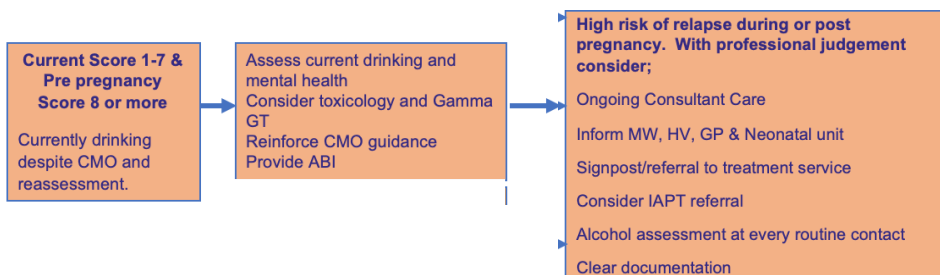 Current Score 1-7 &
Pre pregnancy
Score 8 or more
Currently drinking
despite CMO and
reassessment.
Assess current drinking and
mental health
Consider toxicology and Gamma
GT
Reinforce CMO guidance
Provide ABI
High risk of relapse during or post
pregnancy.  With professional judgement
consider;
Ongoing Consultant Care
Inform MW, HV, GP & Neonatal unit
Signpost/referral to treatment service
Consider IAPT referral
Alcohol assessment at every routine contact
Clear documentation